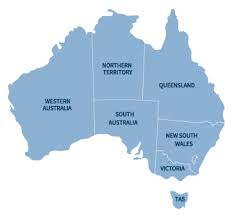 NORTHERN
TERRITORY
QUEENSLAND
WESTERN
AUSTRALIA
SOUTH
AUSTRALIA
NEW SOUTH
WALES
VICTORIA
TAS